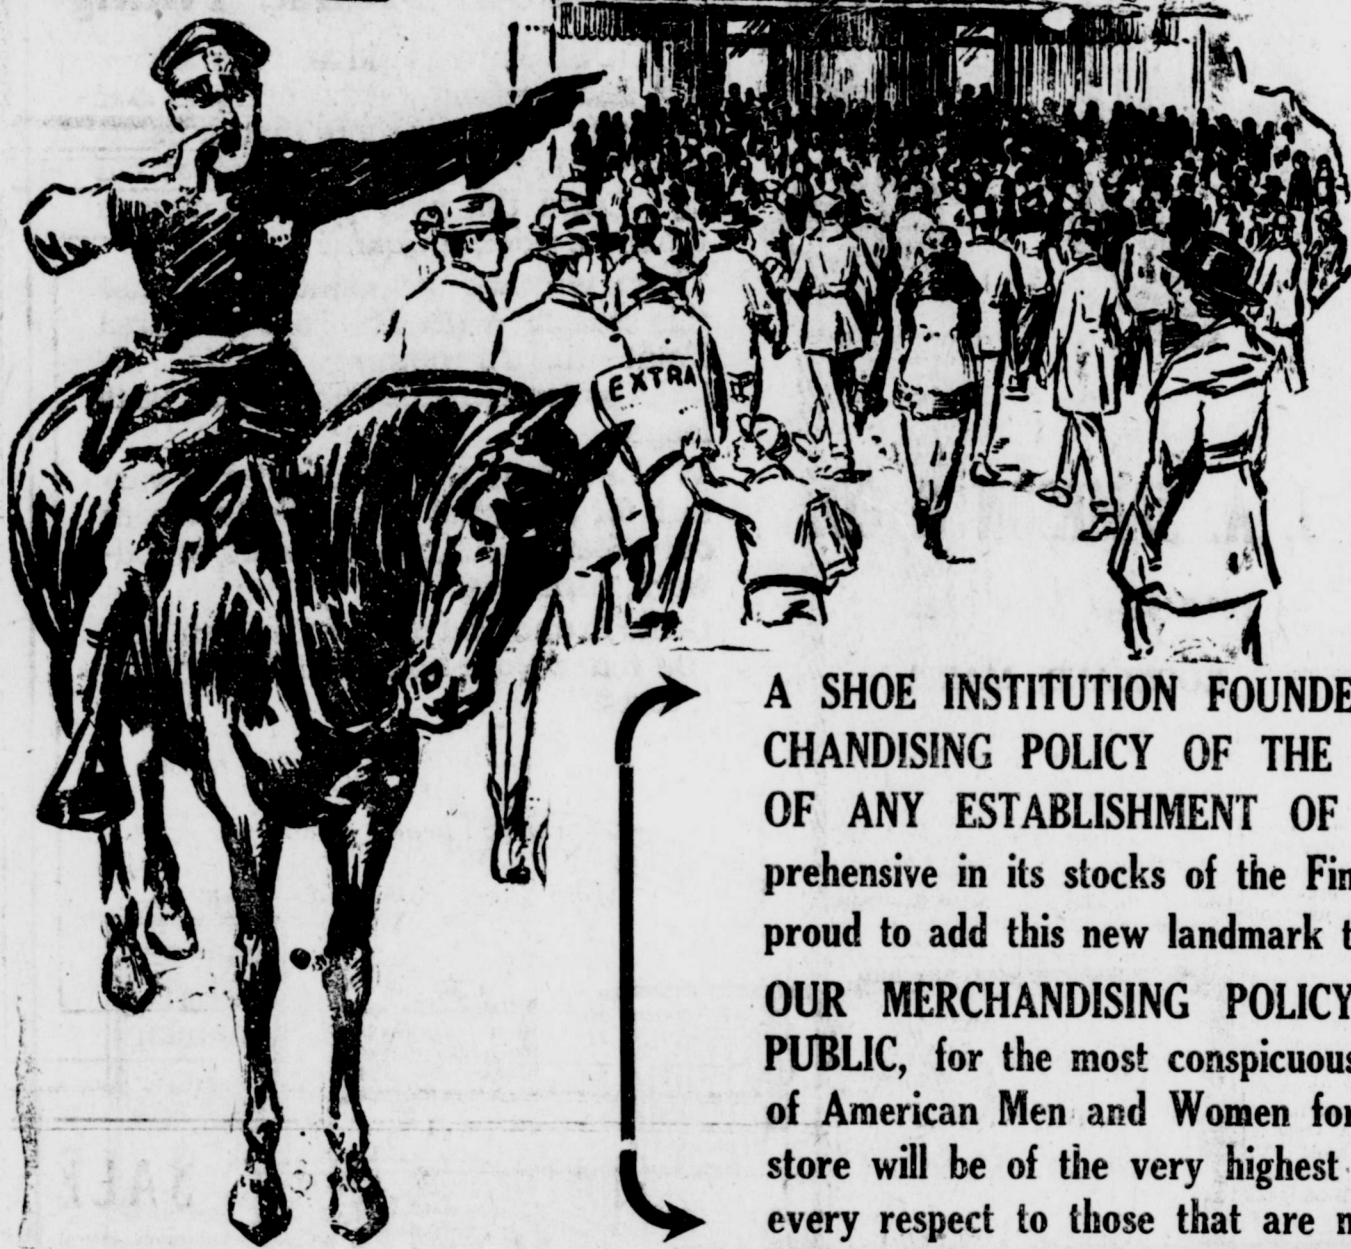 EXTRA
A SHOE INSTITUTION FOUNDE
CHANDISING POLICY OF THE
OF ANY ESTABLISHMENT OF
prehensive in its stocks of the Fin
proud to add this new landmark t
OUR MERCHANDISING POLICY
PUBLIC, for the most conspicuous
of American Men and Women for
store will be of the very highest
every respect to those that are n